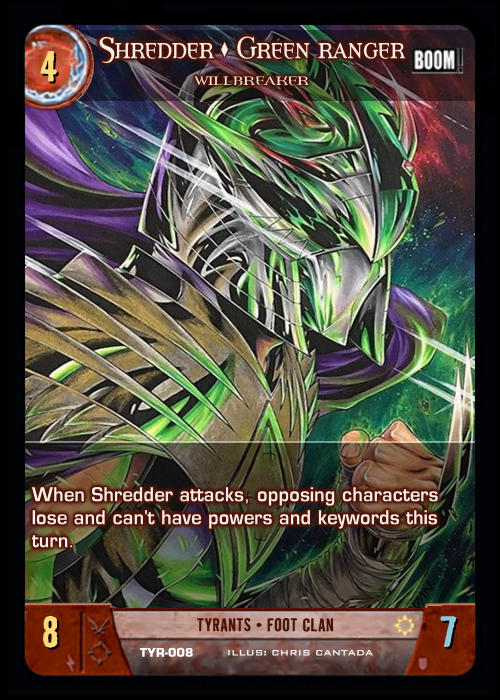 4
SHREDDER ♦ GREEN RANGER
BOOM
WILLBREAKER
When Shredder attacks, opposing characters
lose and can't have powers and keywords this
turn.
8
TYRANTS • FOOT CLAN
7
TYR-008 ILLUS: CHRIS CANTADA